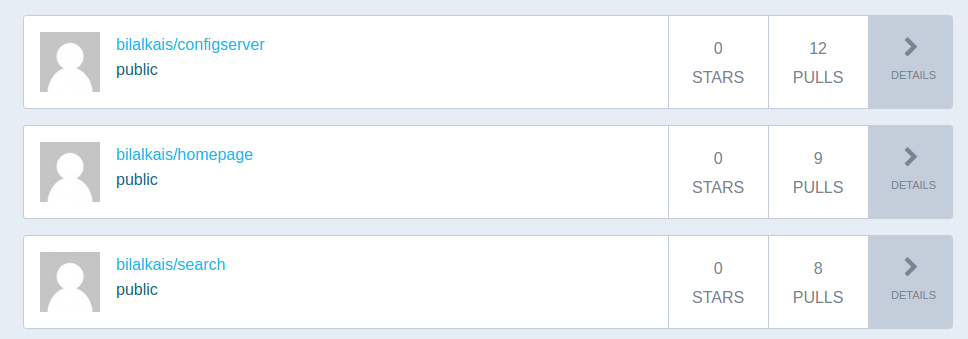 bilalkais/configserver
public
0
STARS
12
PULLS
DETAILS
bilalkais/homepage
public
0
STARS
9
PULLS
DETAILS
bilalkais/search
public
0
STARS
8
PULLS
DETAILS